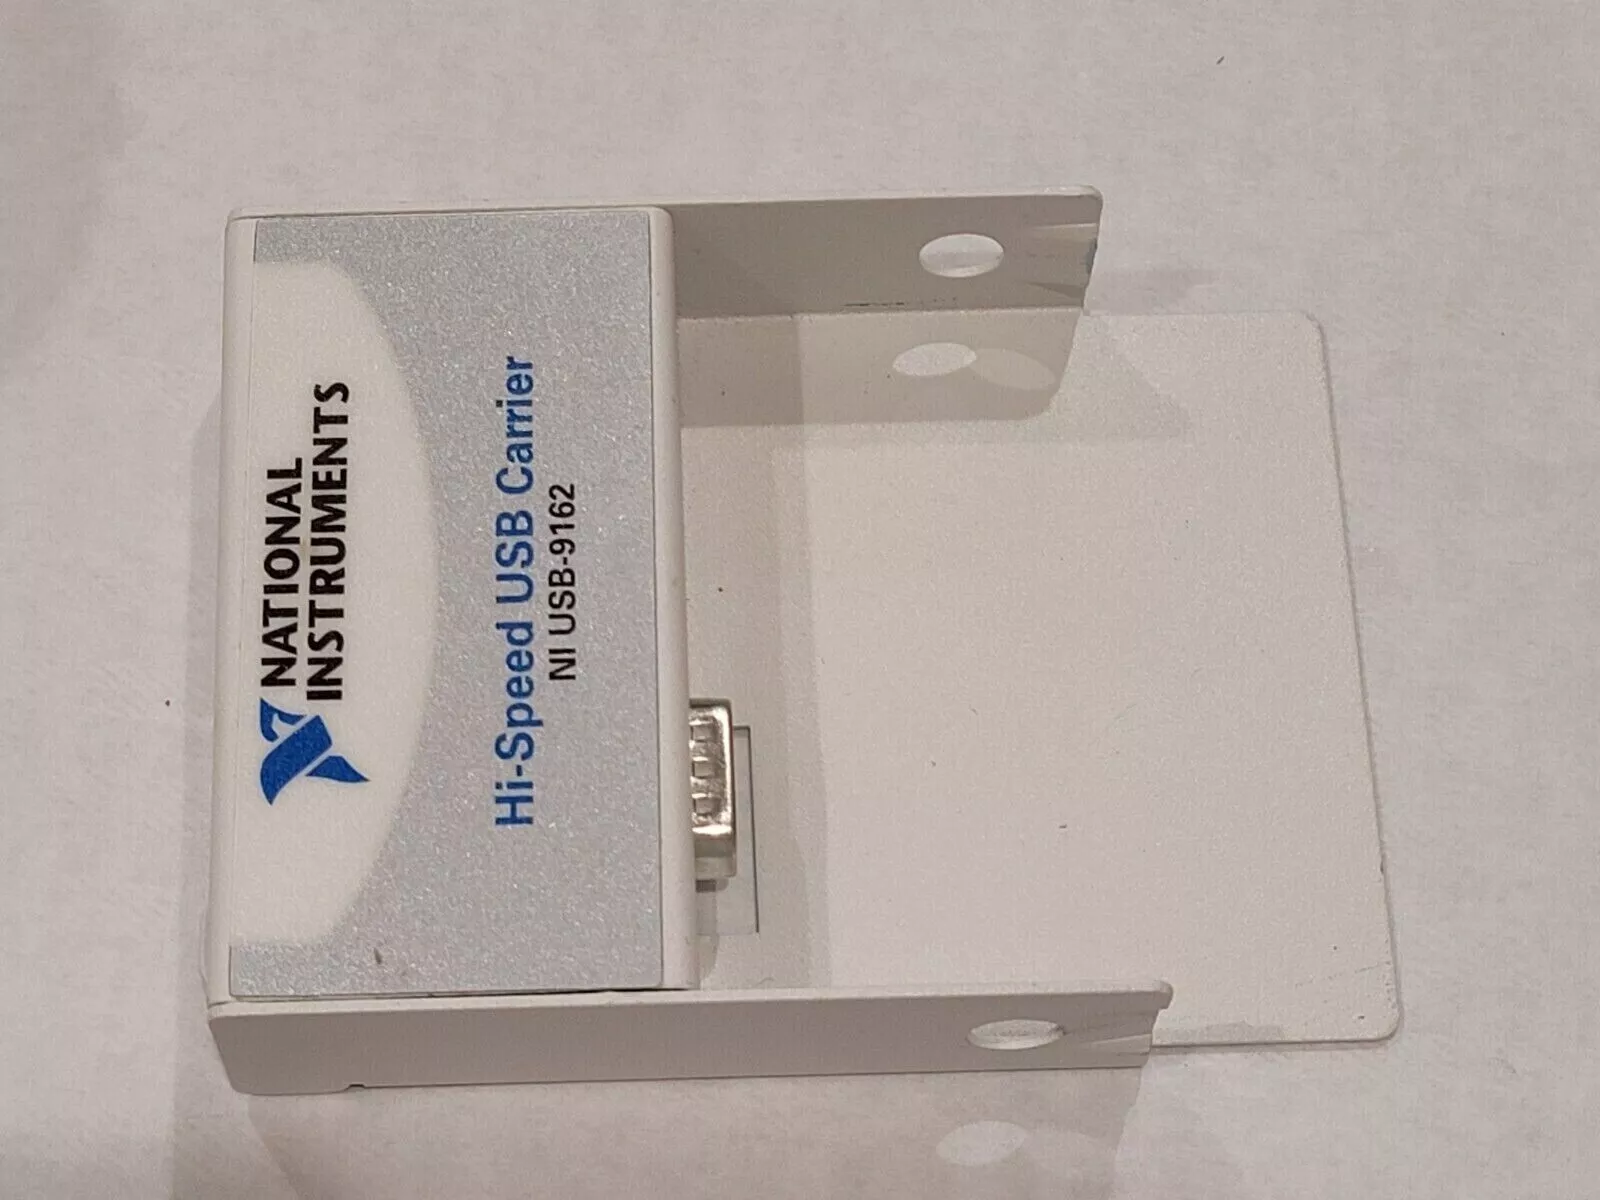 NATIONAL
INSTRUMENTS
Hi-Speed USB Carrier
NI USB-9162